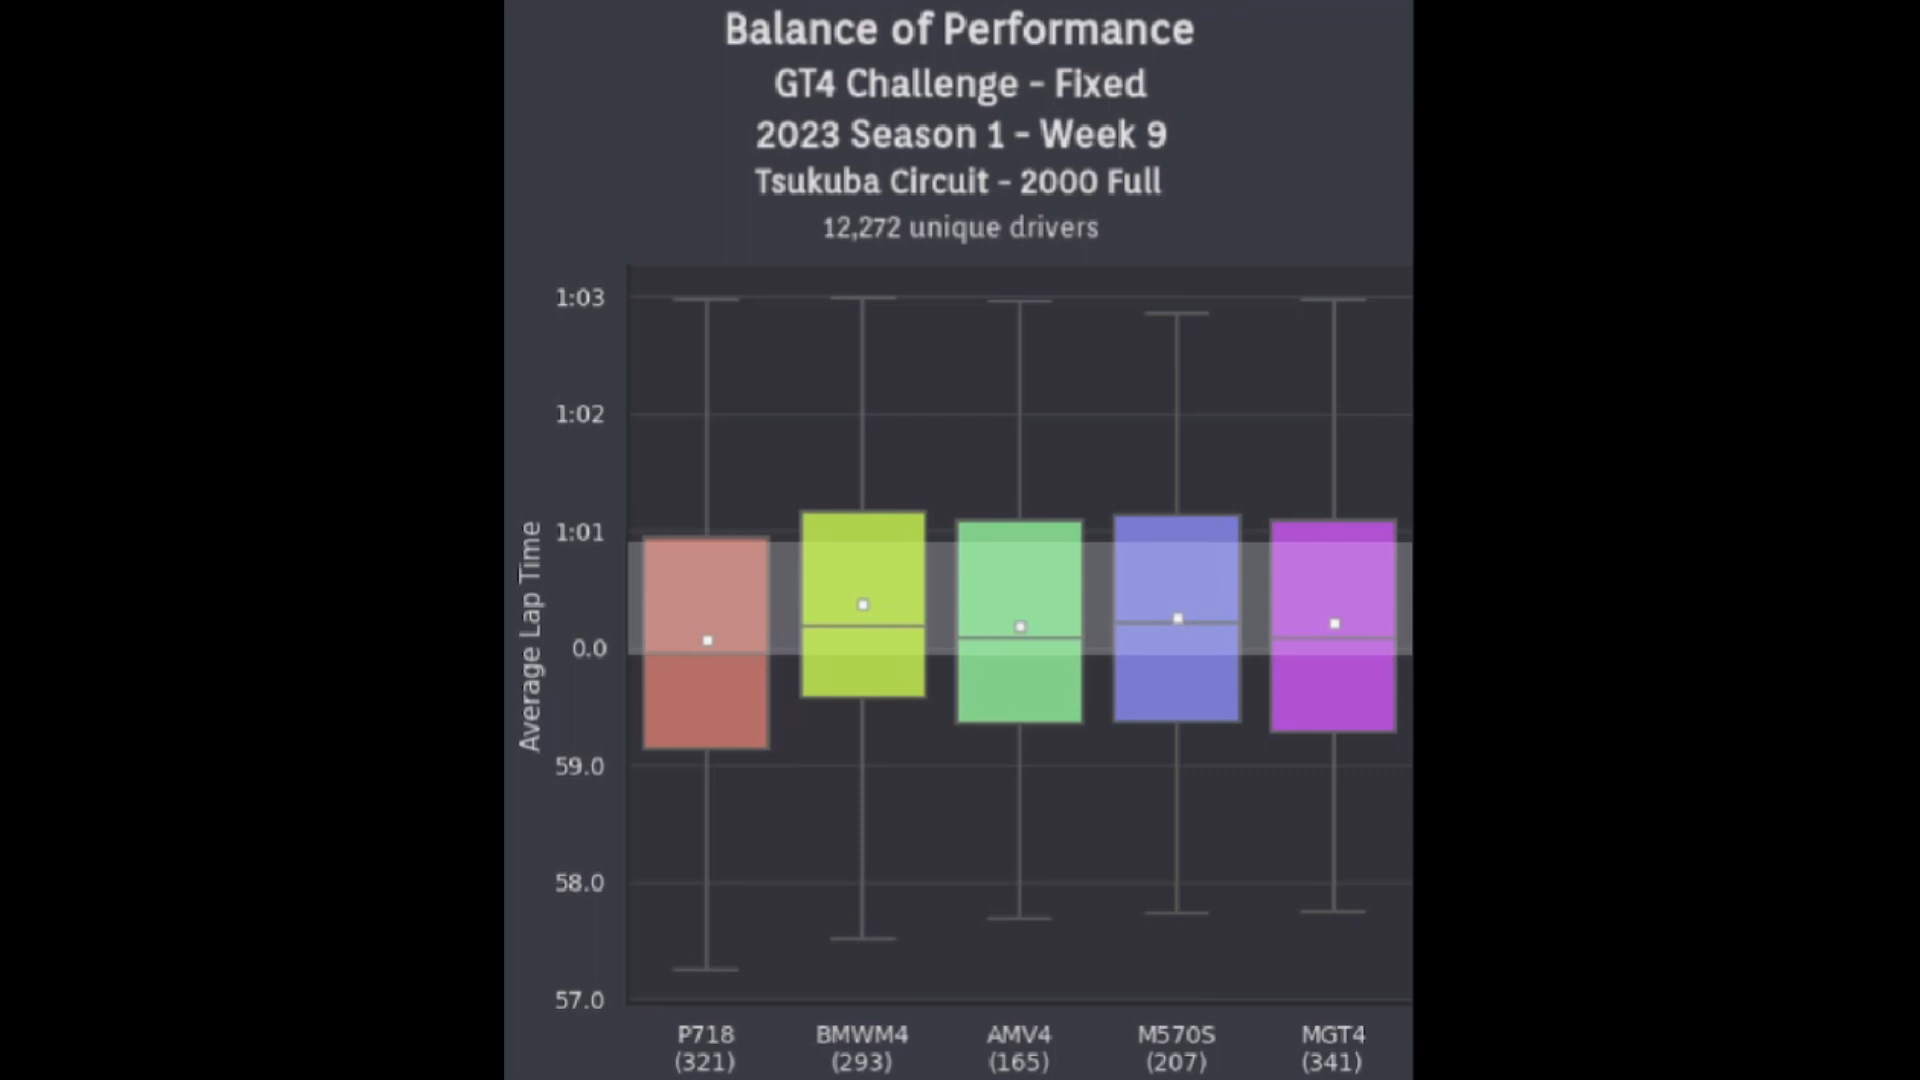 Balance of Performance
GT4 Challenge - Fixed
2023 Season 1 - Week 9
Tsukuba Circuit - 2000 Full
12,272 unique drivers
Average Lap Time
1:03
1:02
1:01
0.0
59.0
58.0
57.0
P718 BMWM4 AMV4 M570S MGT4
(321) (293) (165) (207) (341)